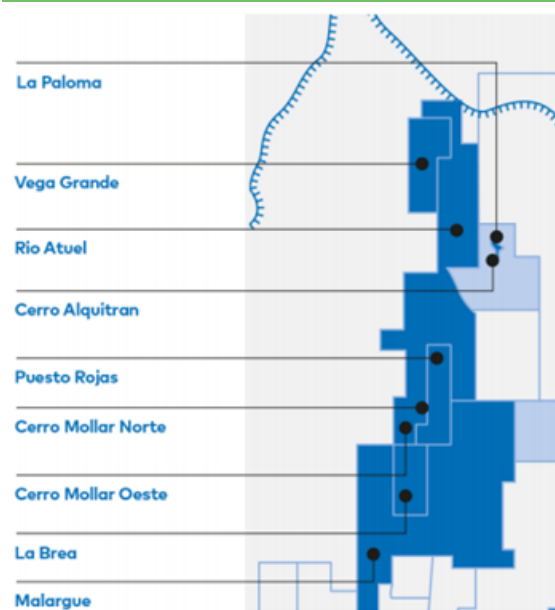 La Paloma
Vega Grande
Rio Atuel
Cerro Alquitran
Puesto Rojas
Cerro Mollar Norte
Cerro Mollar Oeste
La Brea
Malargue